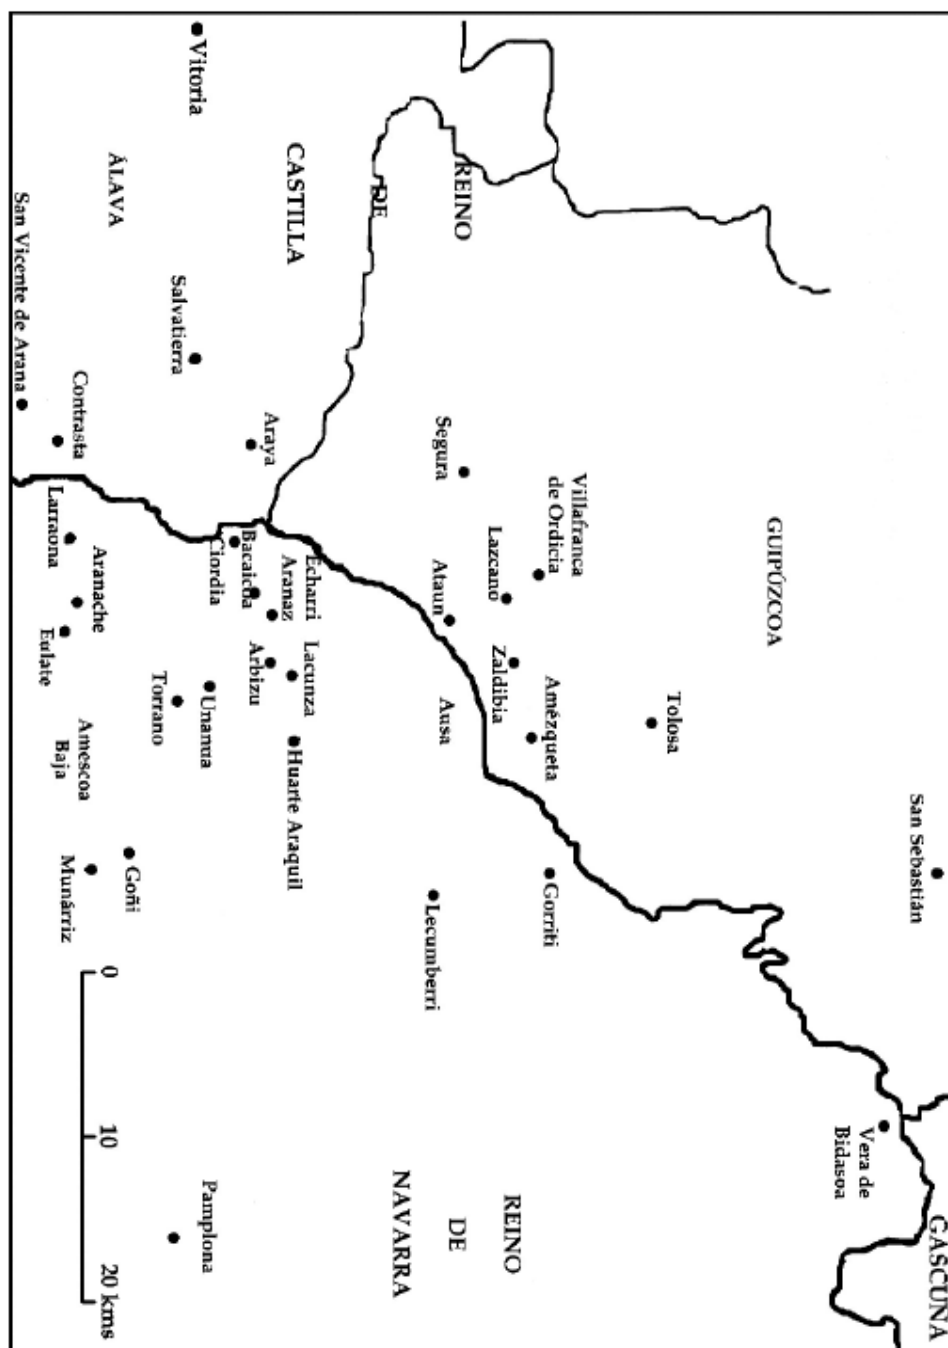 GASCUNA
San Sebastián
Vera de
Bidasoa
GUIPÚZCOA
Tolosa
Villafranca
de Ordicia
Amézqueta
Gorriti
Lazcano
Zaldibia
REINO
DE
NAVARRA
REINO
DE
CASTILLA
Segura
Ataun
Ausa
Lecumberri
Echarri
Aranaz
Lacunza
Huarte Araquil
Araya
Bacaicoa
Arbizu
Ciordia
Unanua
Pamplona
Vitoria
Salvatierra
Torrano
ÁLAVA
Goñi
Aranache
Amescoa
Baja
Contrasta
Larraona
Eulate
Munárriz
San Vicente de Arana
0
10
20 kms